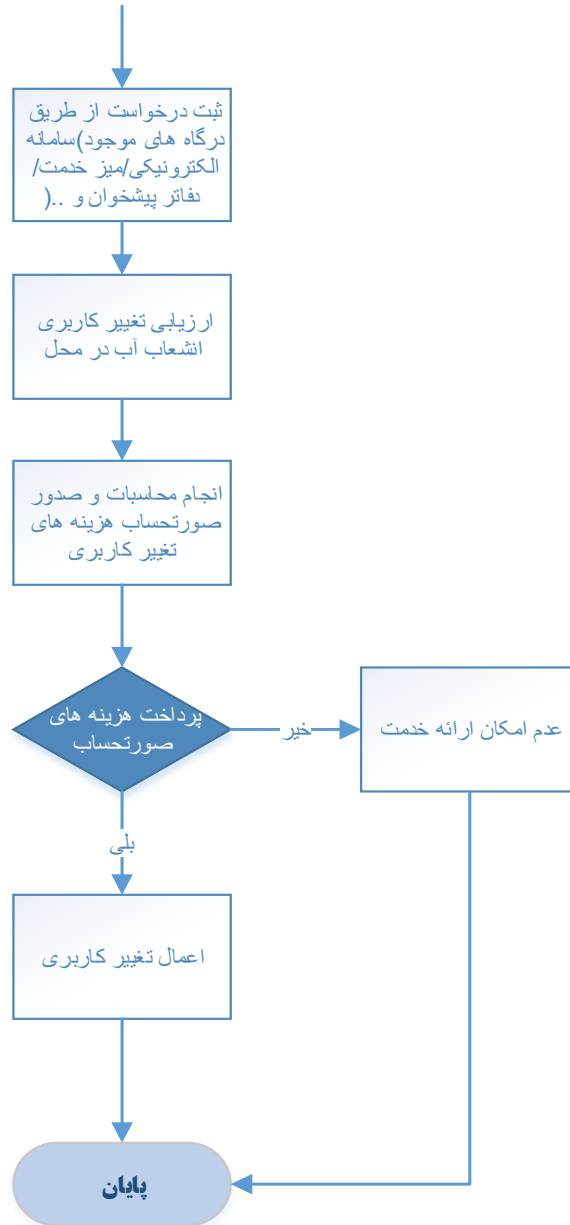 ثبت درخواست از طریق
درگاه های موجود)سامانه
الکترونیکی/میز خدمت/
دفاتر پیشخوان و ..(
ارزیابی تغییر کاربری
انشعاب آب در محل
انجام محاسبات و صدور
صورتحساب هزینه های
تغییر کاربری
پرداخت هزینه های
صورتحساب
خیر
عدم امکان ارائه خدمت
بلی
اعمال تغییر کاربری
پایان